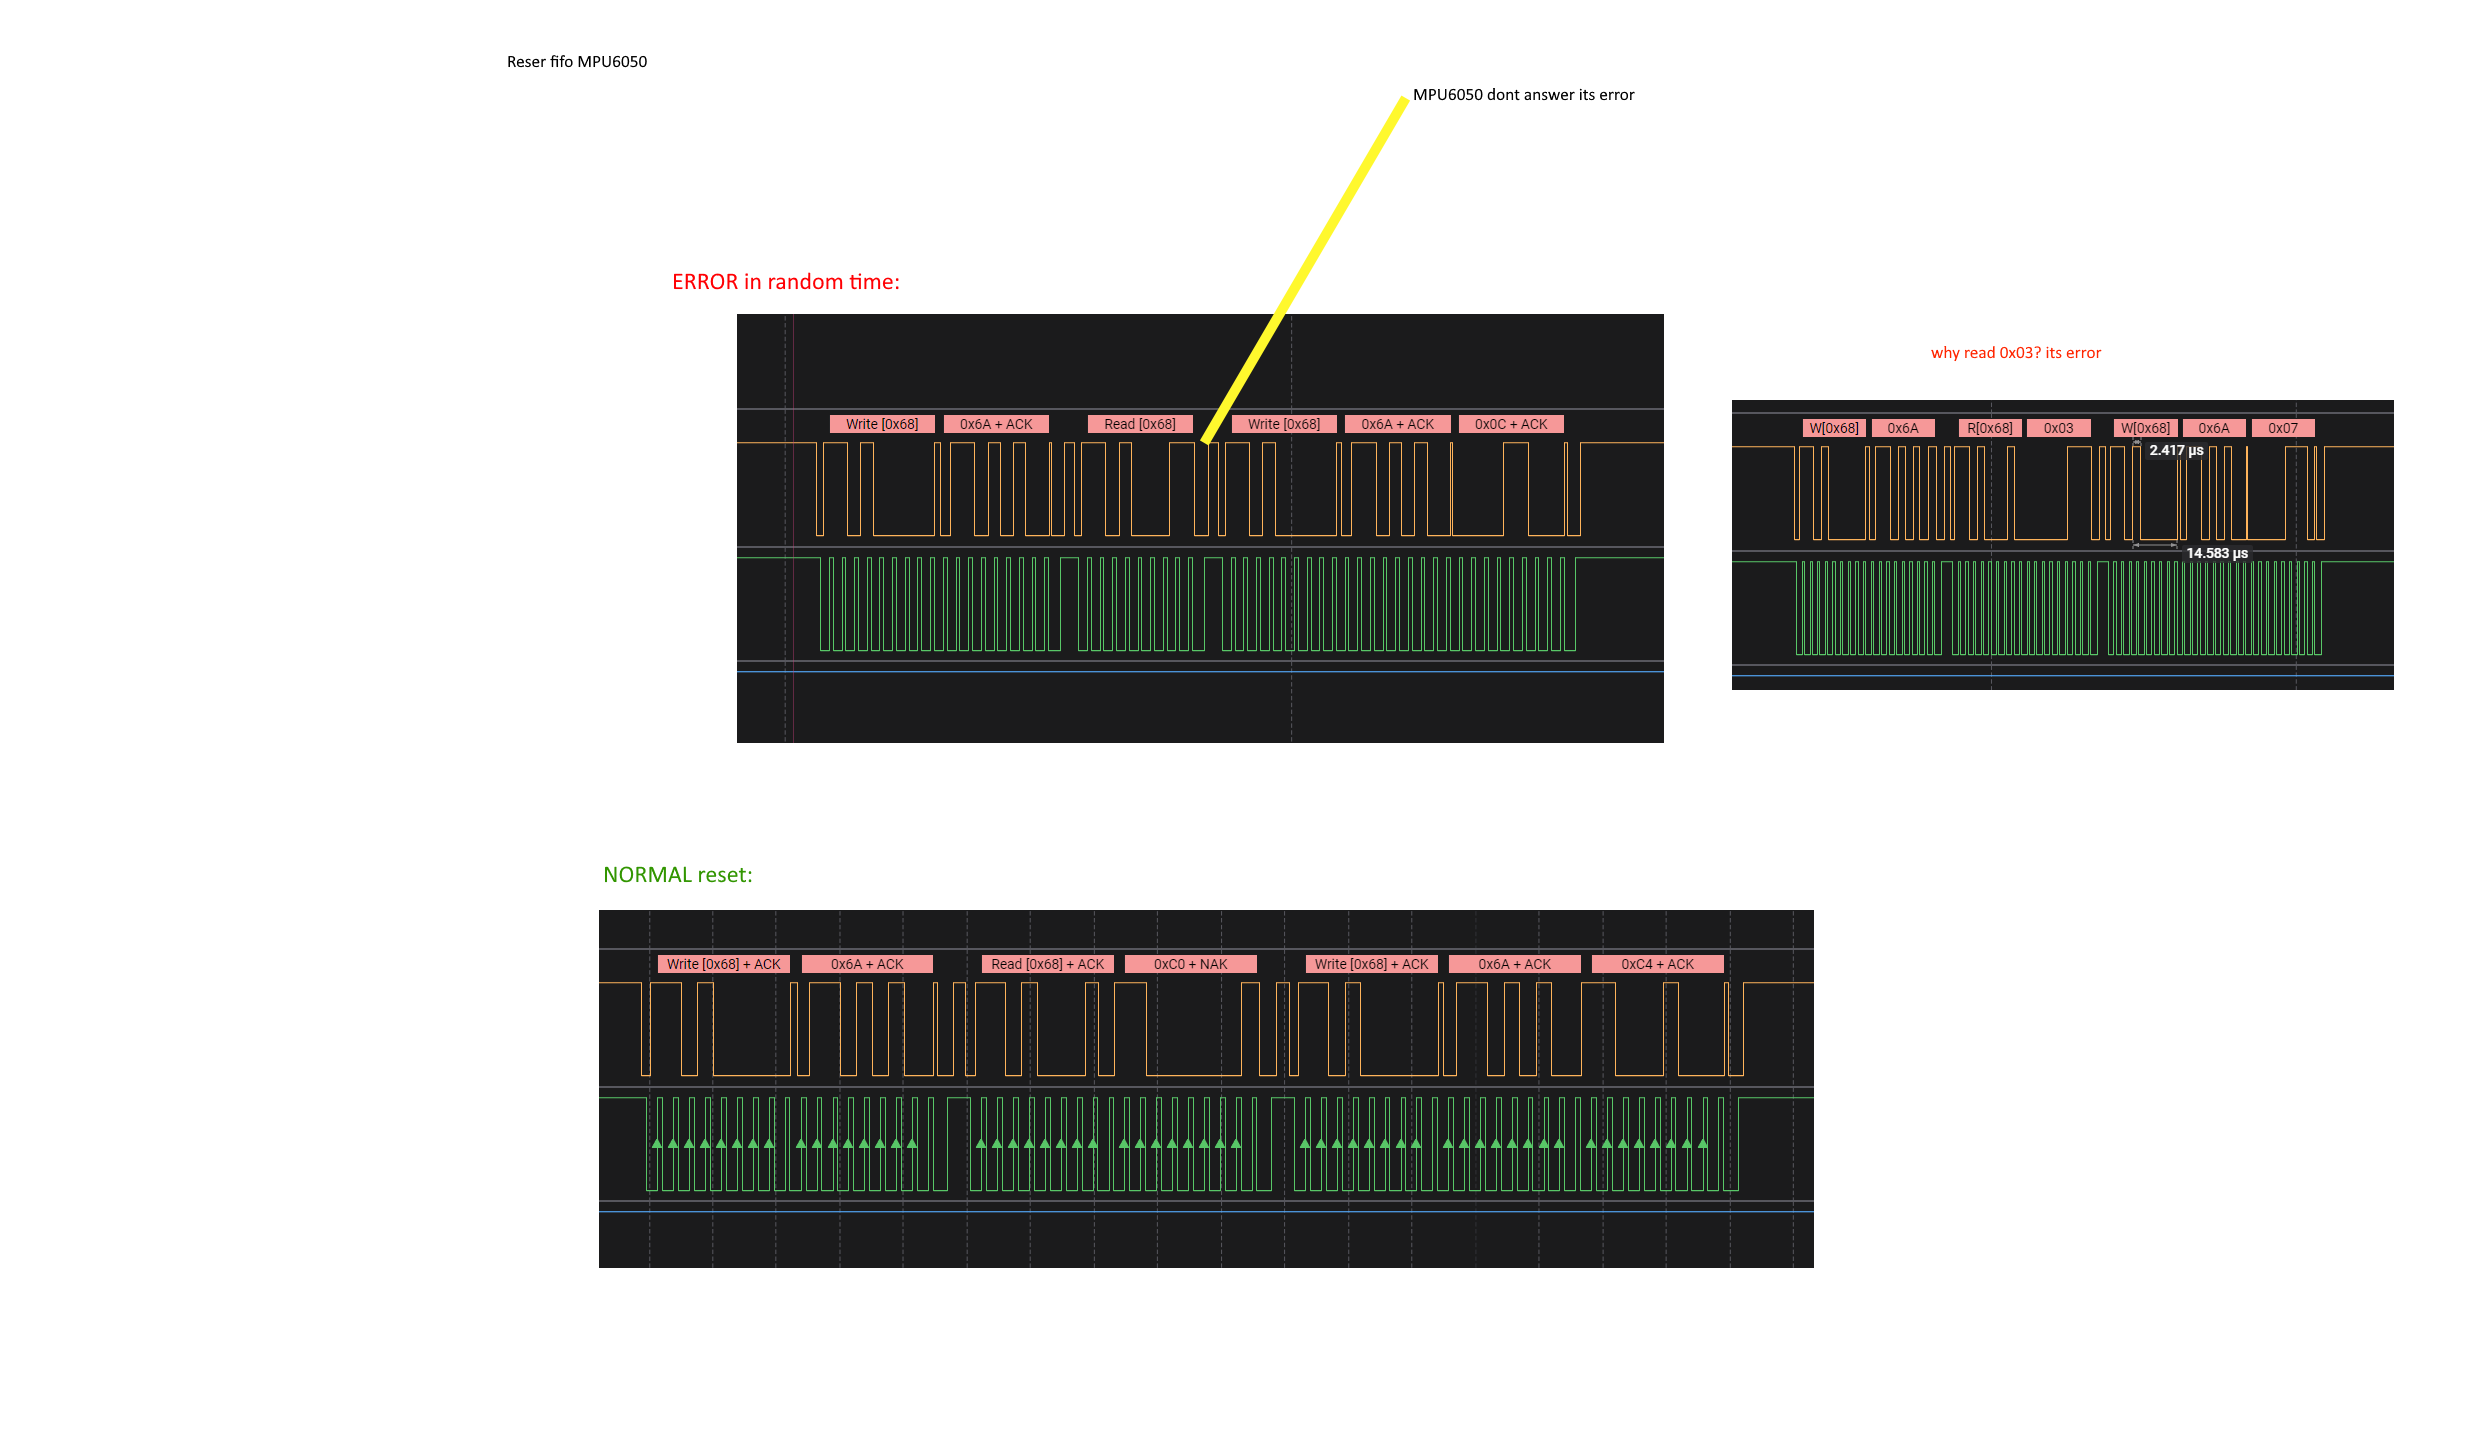 Reser fifo MPU6050
MPU6050 dont answer its error
ERROR in random time:
why read 0x03? its error
Write [0x68] 0x6A + ACK Read [0x68] Write [0x68] 0x6A + ACK 0x0C + ACK
W[0x68] 0x6A R[0x68] 0x03 W[0x68] 0x6A 0x07
2.417 µs
14.583 µs
NORMAL reset:
Write [0x68] + ACK 0x6A + ACK Read [0x68] + ACK 0xC0 + NAK Write [0x68] + ACK 0x6A + ACK 0xC4 + ACK